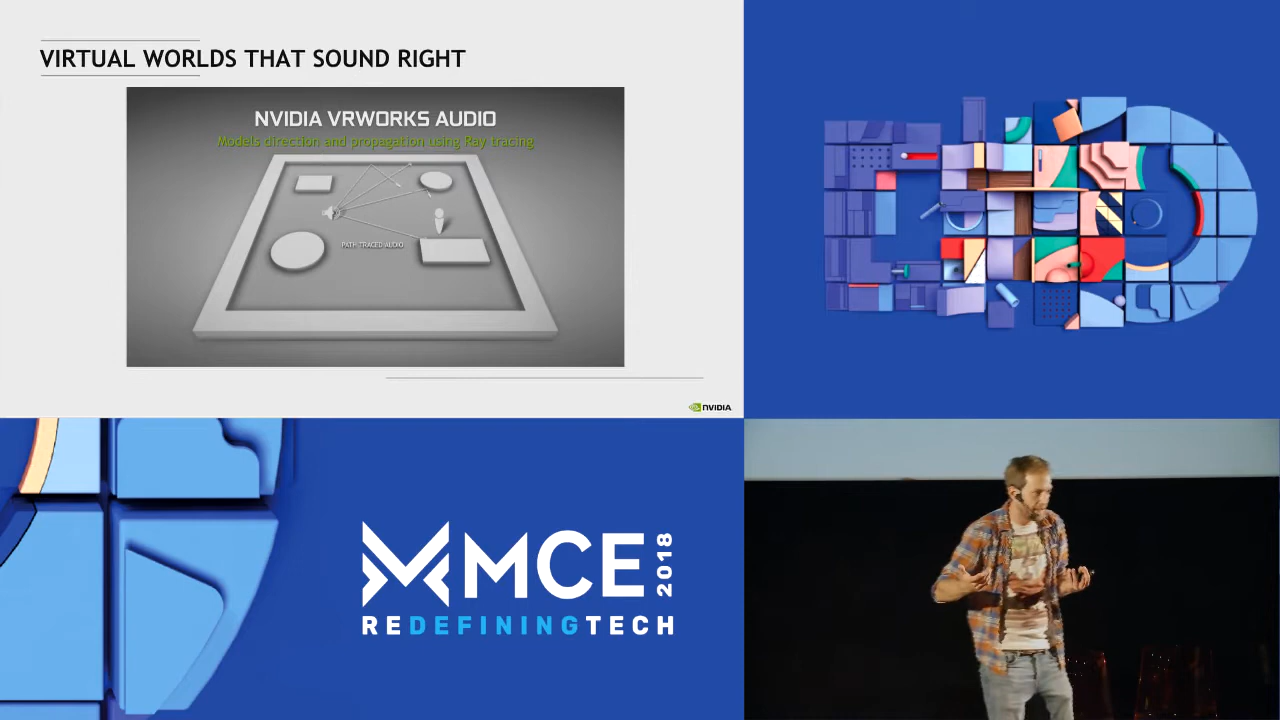 VIRTUAL WORLDS THAT SOUND RIGHT
NVIDIA VRWORKS AUDIO
Models direction and propagation using Ray tracing
PATH TRACED AUDIO
NVIDIA
MCE 2018
REDEFININGTECH